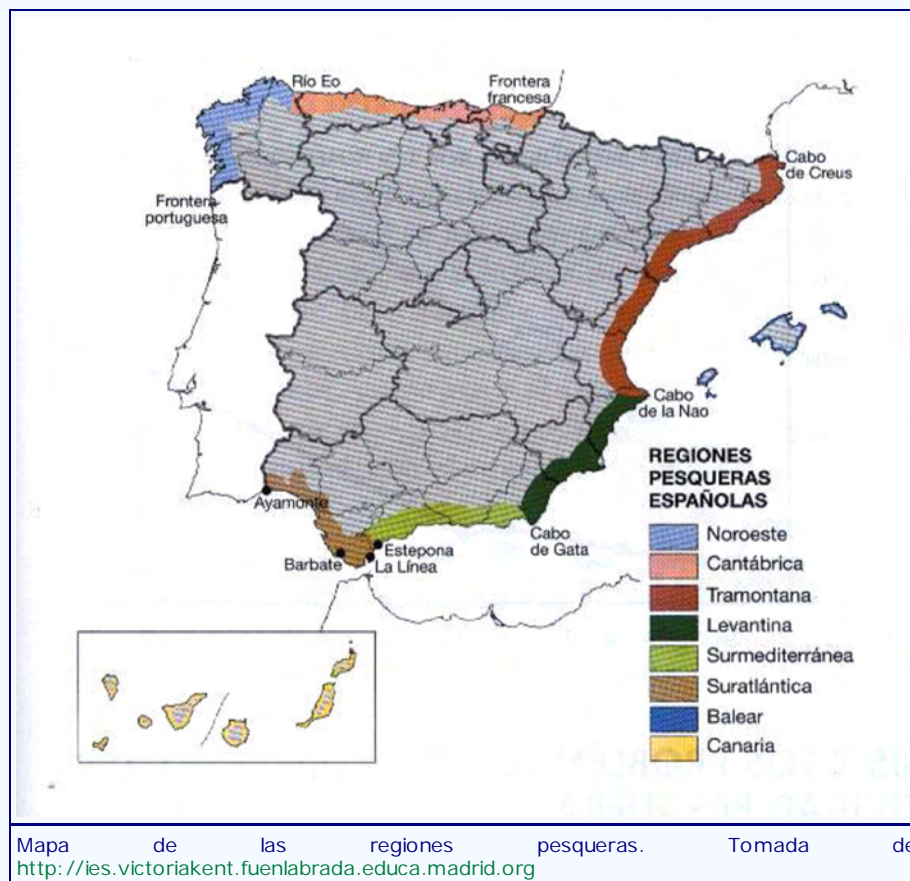 Río Eo
Frontera
francesa
Cabo
de Creus
Frontera
portuguesa
Cabo
de la Nao
REGIONES
PESQUERAS
ESPAÑOLAS
Ayamonte
Noroeste
Cabo
de Gata
Estepona
Cantábrica
Barbate
La Línea
Tramontana
Levantina
Surmediterránea
Suratlántica
Balear
Canaria
Mapa de las regiones pesqueras. Tomada de
http://ies.victoriakent.fuenlabrada.educa.madrid.org